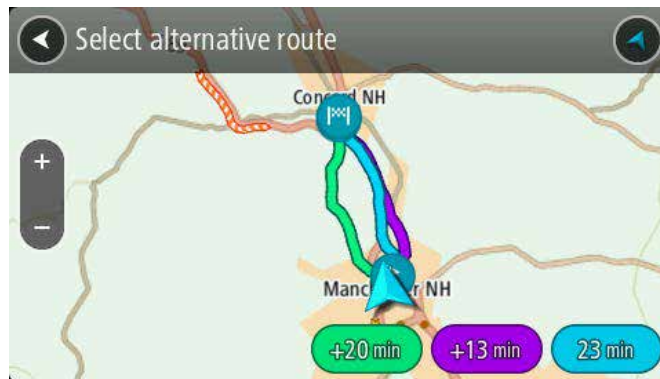 Select alternative route
Concord NH
+
Manchester NH
−
+20 min
+13 min
23 min